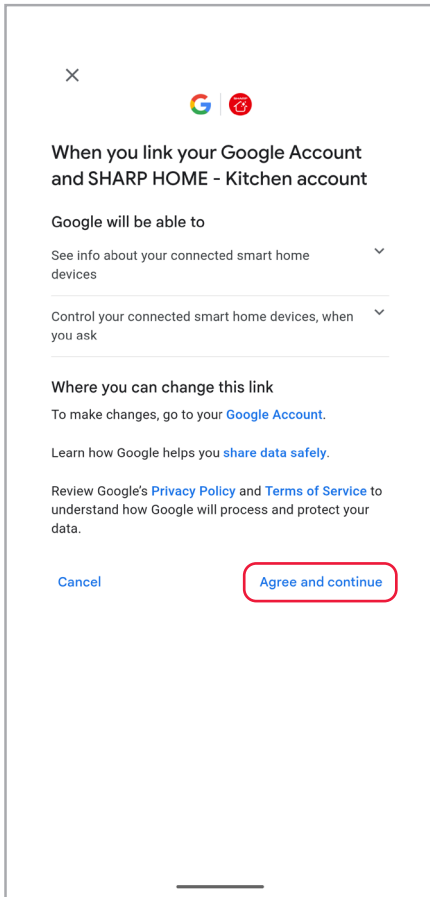 When you link your Google Account
and SHARP HOME - Kitchen account
Google will be able to
See info about your connected smart home
devices
Control your connected smart home devices, when
you ask
Where you can change this link
To make changes, go to your Google Account.
Learn how Google helps you share data safely.
Review Google's Privacy Policy and Terms of Service to
understand how Google will process and protect your
data.
Cancel
Agree and continue